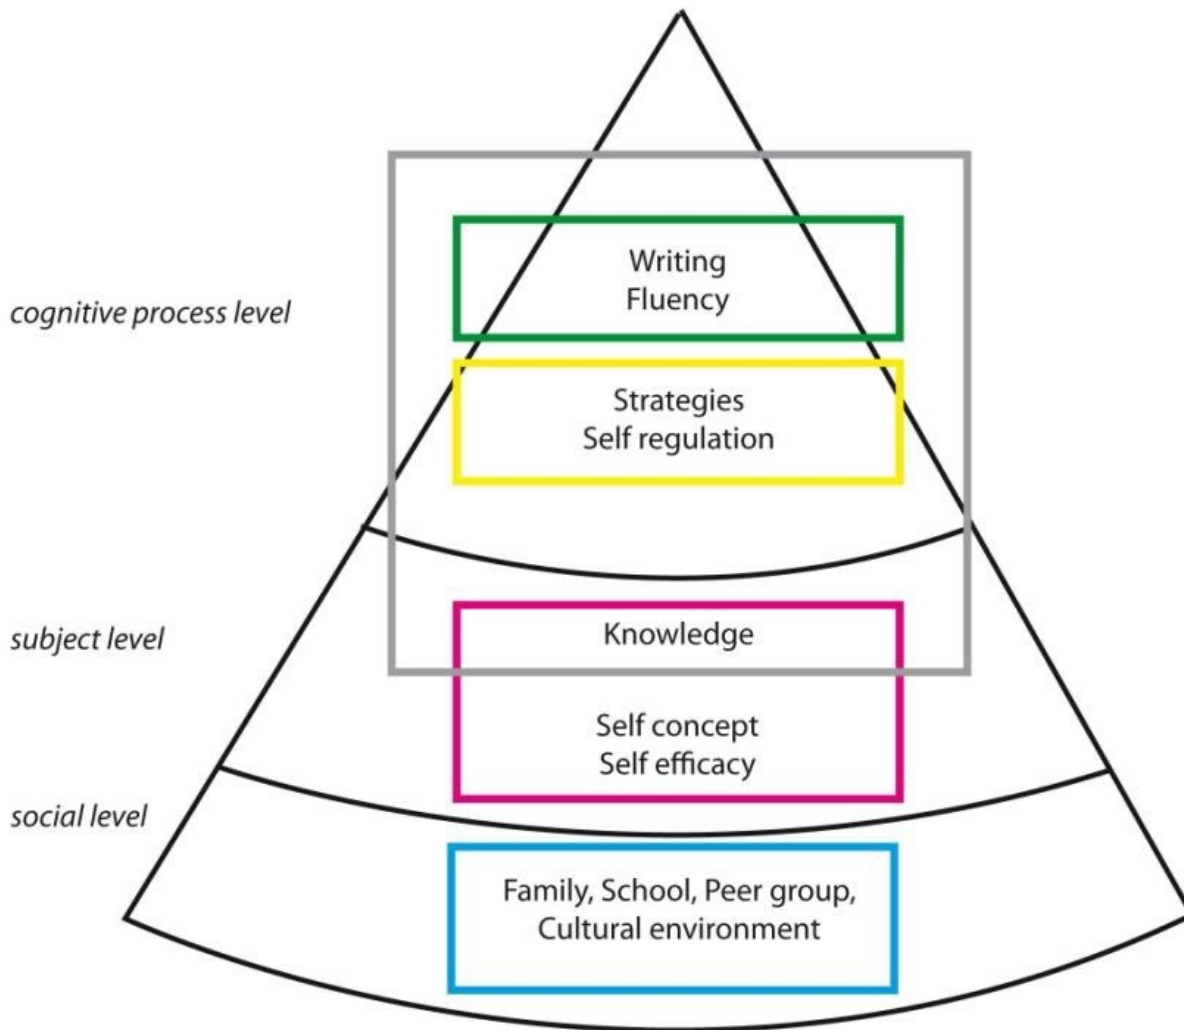 Writing
Fluency
cognitive process level
Strategies
Self regulation
subject level
Knowledge
Self concept
Self efficacy
social level
Family, School, Peer group,
Cultural environment